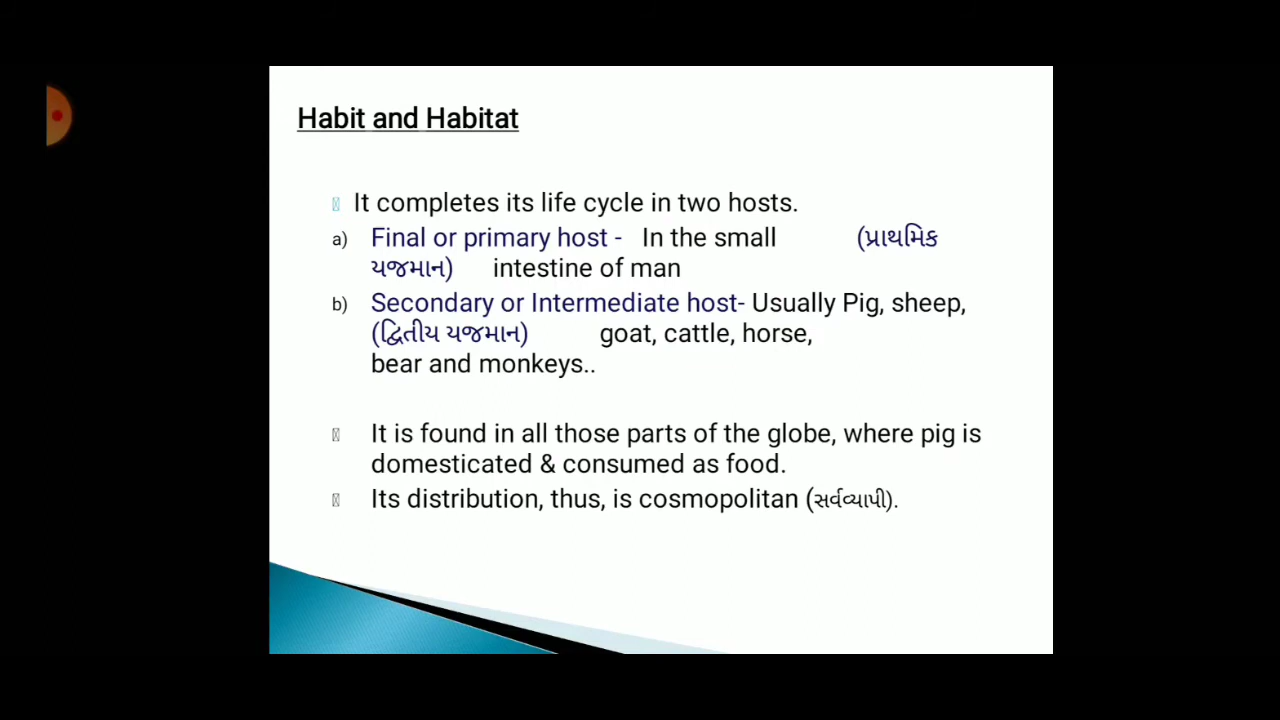 Habit and Habitat
It completes its life cycle in two hosts.
a) Final or primary host - In the small (પ્રાથમિક
યજમાન) intestine of man
b) Secondary or Intermediate host- Usually Pig, sheep,
(દ્વિતીય યજમાન) goat, cattle, horse,
bear and monkeys..
It is found in all those parts of the globe, where pig is
domesticated & consumed as food.
Its distribution, thus, is cosmopolitan (સર્વવ્યાપી).